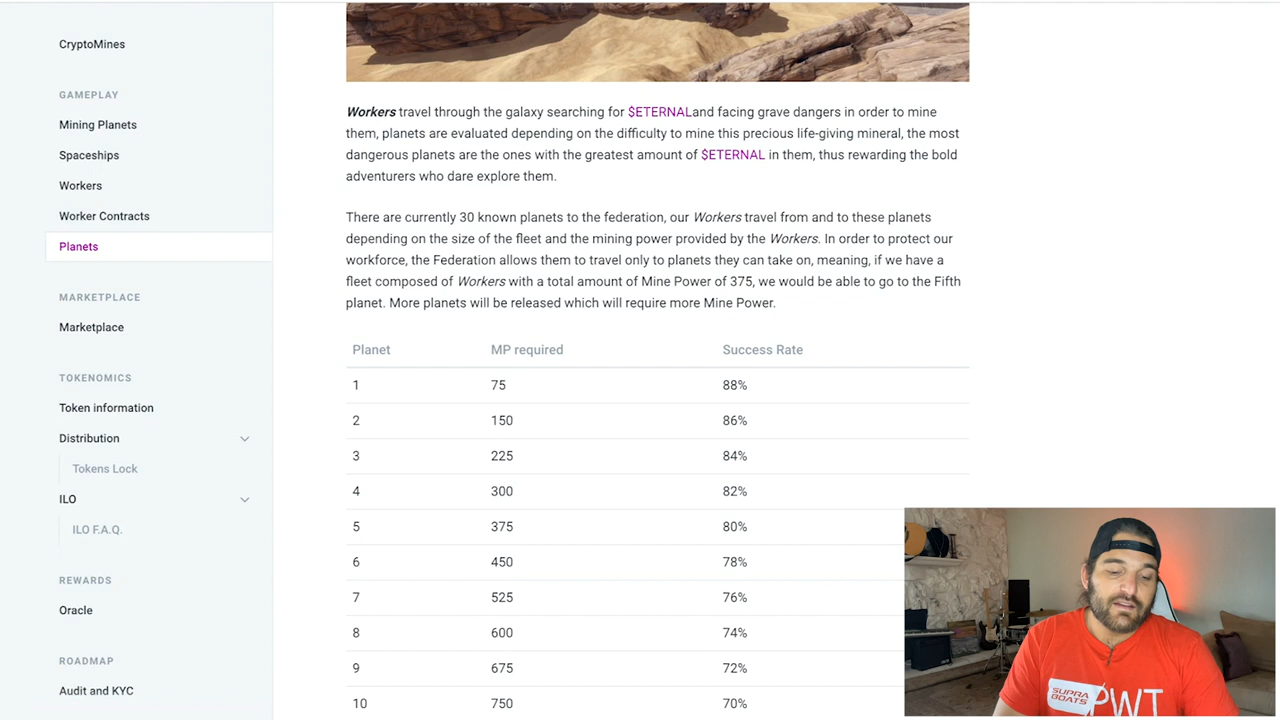 CryptoMines
GAMEPLAY
Mining Planets
Spaceships
Workers
Worker Contracts
Planets
MARKETPLACE
Marketplace
TOKENOMICS
Token information
Distribution
Tokens Lock
ILO
ILO F.A.Q.
REWARDS
Oracle
ROADMAP
Audit and KYC
Workers travel through the galaxy searching for $ETERNALand facing grave dangers in order to mine
them, planets are evaluated depending on the difficulty to mine this precious life-giving mineral, the most
dangerous planets are the ones with the greatest amount of $ETERNAL in them, thus rewarding the bold
adventurers who dare explore them.
There are currently 30 known planets to the federation, our Workers travel from and to these planets
depending on the size of the fleet and the mining power provided by the Workers. In order to protect our
workforce, the Federation allows them to travel only to planets they can take on, meaning, if we have a
fleet composed of Workers with a total amount of Mine Power of 375, we would be able to go to the Fifth
planet. More planets will be released which will require more Mine Power.
Planet MP required Success Rate
1 75 88%
2 150 86%
3 225 84%
4 300 82%
5 375 80%
6 450 78%
7 525 76%
8 600 74%
9 675 72%
10 750 70%
SUPRA
BOATS
PWT